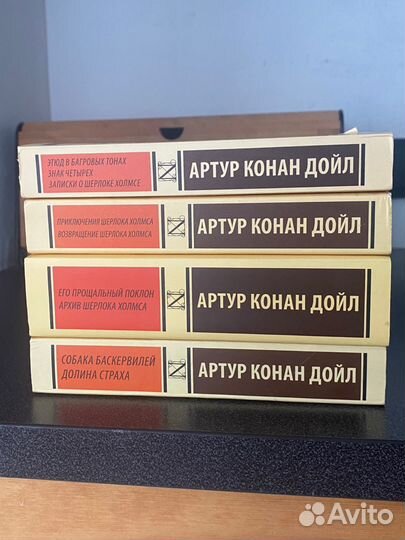 ЭТЮД В БАГРОВЫХ ТОНАХ
ЗНАК ЧЕТЫРЕХ
ЗАПИСКИ О ШЕРЛОКЕ ХОЛМСЕ
АРТУР КОНАН ДОЙЛ
ПРИКЛЮЧЕНИЯ ШЕРЛОКА ХОЛМСА
ВОЗВРАЩЕНИЕ ШЕРЛОКА ХОЛМСА
АРТУР КОНАН ДОЙЛ
ЕГО ПРОЩАЛЬНЫЙ ПОКЛОН
АРХИВ ШЕРЛОКА ХОЛМСА
АРТУР КОНАН ДОЙЛ
СОБАКА БАСКЕРВИЛЕЙ
ДОЛИНА СТРАХА
АРТУР КОНАН ДОЙЛ
Avito